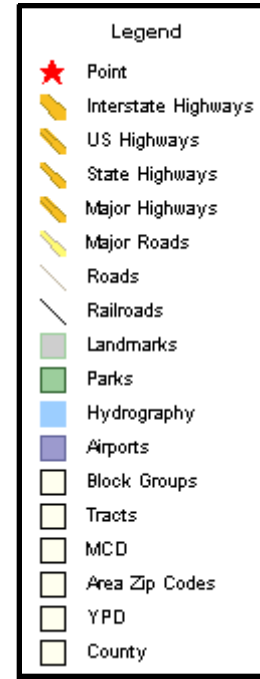 Legend
Point
Interstate Highways
US Highways
State Highways
Major Highways
Major Roads
Roads
Railroads
Landmarks
Parks
Hydrography
Airports
Block Groups
Tracts
MCD
Area Zip Codes
YPD
County